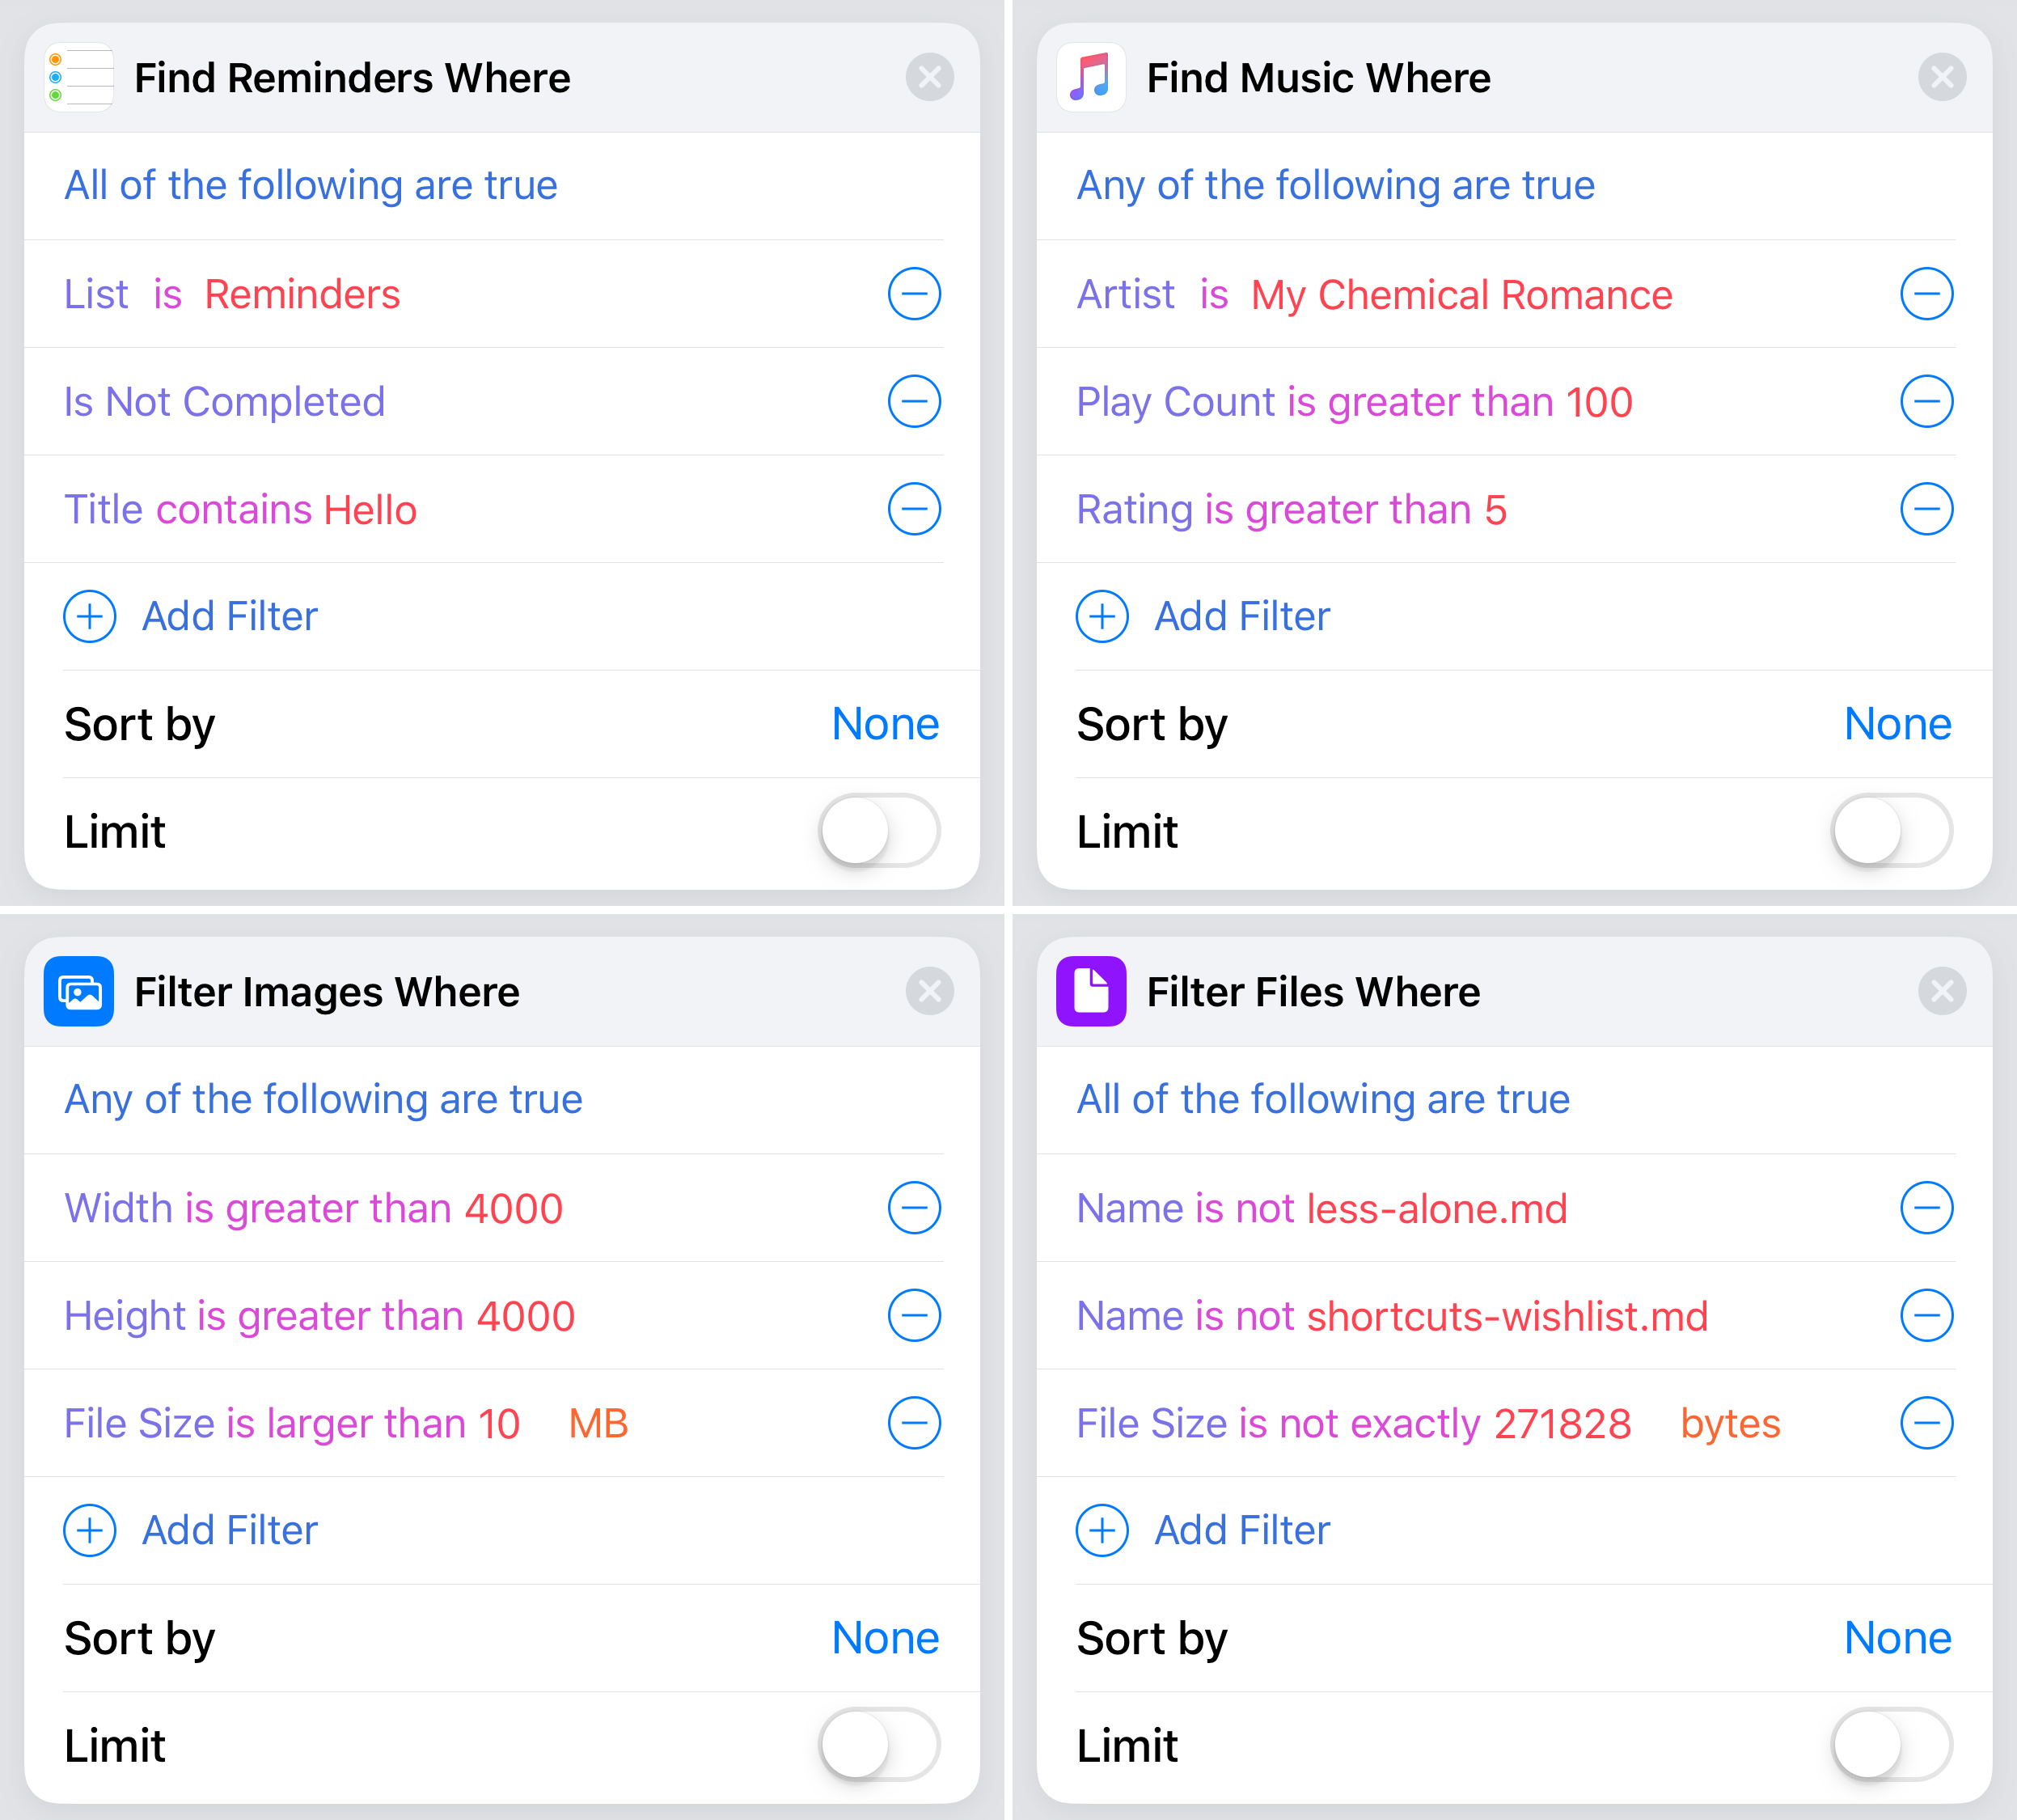 Find Reminders Where
All of the following are true
List is Reminders
Is Not Completed
Title contains Hello
Add Filter
Sort by None
Limit
Find Music Where
Any of the following are true
Artist is My Chemical Romance
Play Count is greater than 100
Rating is greater than 5
Add Filter
Sort by None
Limit
Filter Images Where
Any of the following are true
Width is greater than 4000
Height is greater than 4000
File Size is larger than 10 MB
Add Filter
Sort by None
Limit
Filter Files Where
All of the following are true
Name is not less-alone.md
Name is not shortcuts-wishlist.md
File Size is not exactly 271828 bytes
Add Filter
Sort by None
Limit